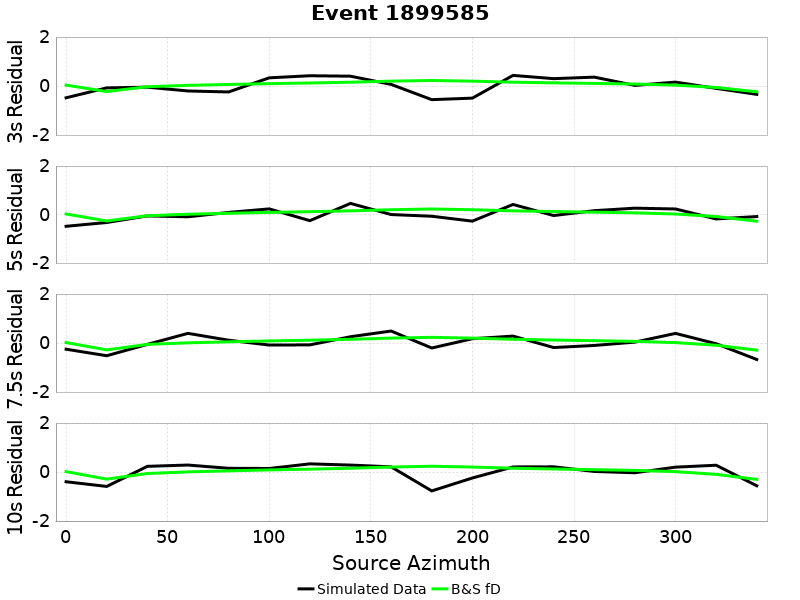 Event 1899585
3s Residual
2
0
-2
5s Residual
2
0
-2
7.5s Residual
2
0
-2
10s Residual
2
0
-2
0 50 100 150 200 250 300
Source Azimuth
Simulated Data B&S fD